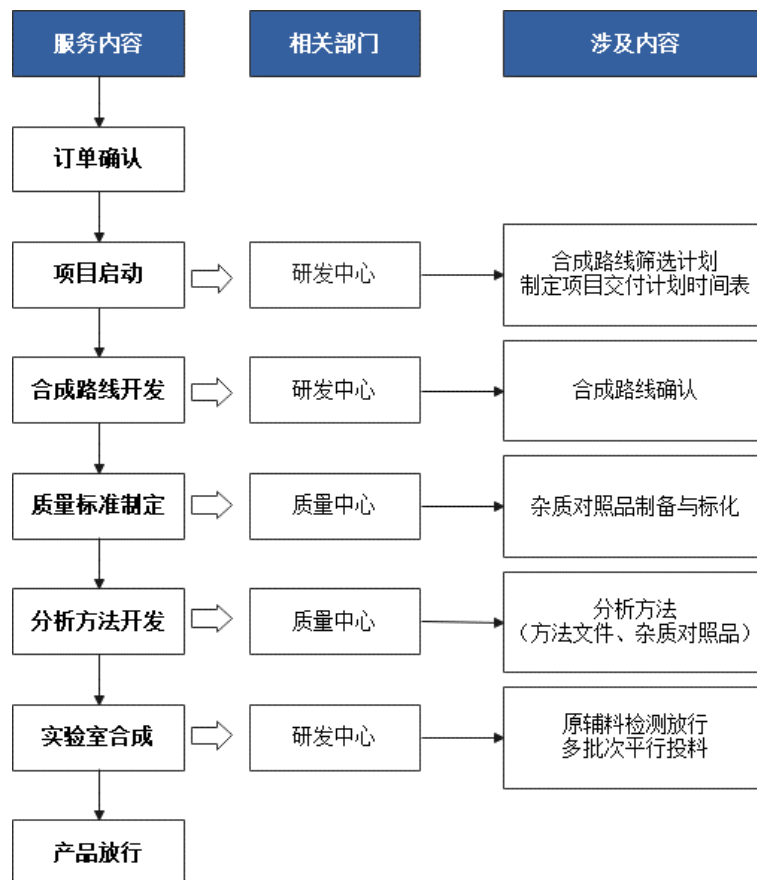 服务内容
相关部门
涉及内容
订单确认
项目启动
研发中心
合成路线筛选计划
制定项目交付计划时间表
合成路线开发
研发中心
合成路线确认
质量标准制定
质量中心
杂质对照品制备与标化
分析方法开发
质量中心
分析方法
（方法文件、杂质对照品）
实验室合成
研发中心
原辅料检测放行
多批次平行投料
产品放行